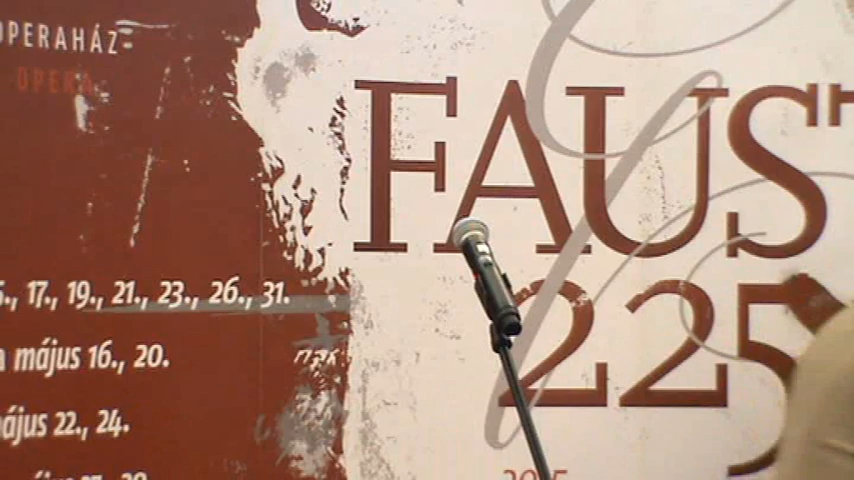 OPERAHÁZ
OPERA
FAUST
225
17., 19., 21., 23., 26., 31.
május 16., 20.
május 22., 24.